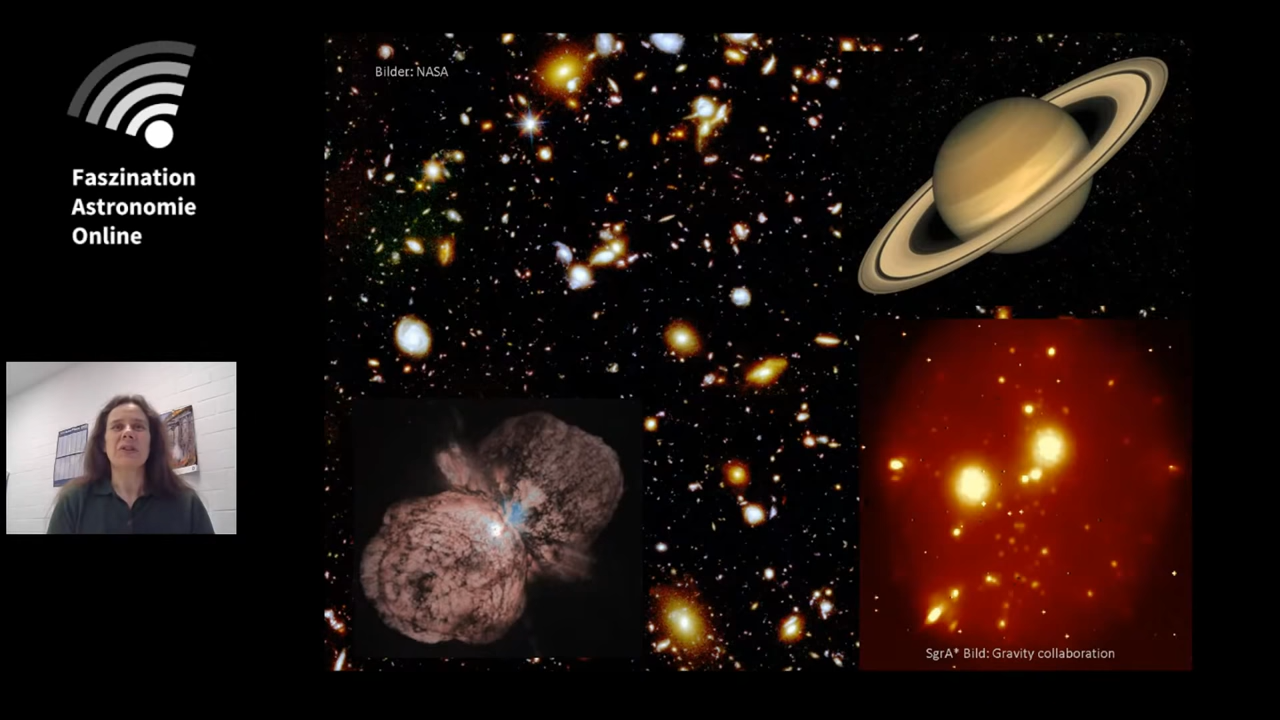 Faszination
Astronomie
Online
Bilder: NASA
SgrA* Bild: Gravity collaboration